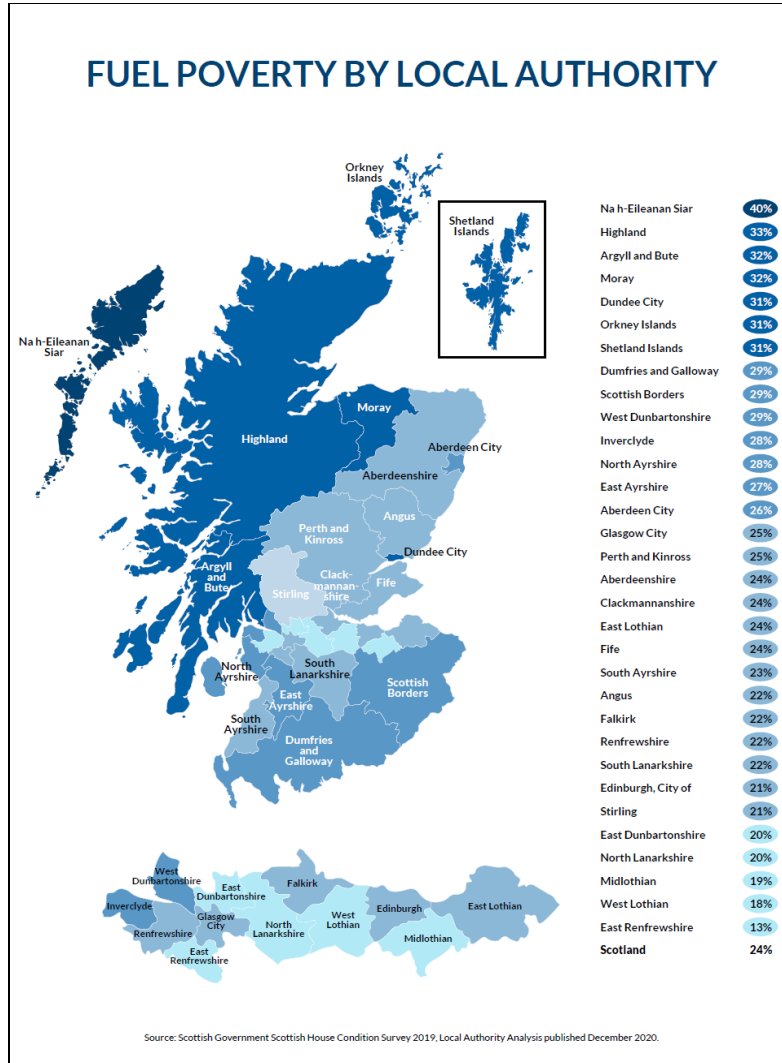 FUEL POVERTY BY LOCAL AUTHORITY
Orkney
Islands
Shetland
Islands
Na h-Eileanan
Siar
Moray
Highland
Aberdeen City
Aberdeenshire
Angus
Perth and
Kinross
Dundee City
Argyll
and
Bute
Clack-
mannan-
shire
Fife
Stirling
North
Ayrshire
South
Lanarkshire
Scottish
Borders
East
Ayrshire
South
Ayrshire
Dumfries
and
Galloway
West
Dunbartonshire
East
Dunbartonshire
Falkirk
Inverclyde
Glasgow
City
Renfrewshire
North
Lanarkshire
West
Lothian
Edinburgh
East Lothian
Midlothian
East
Renfrewshire
Na h-Eileanan Siar 40%
Highland 33%
Argyll and Bute 32%
Moray 32%
Dundee City 31%
Orkney Islands 31%
Shetland Islands 31%
Dumfries and Galloway 29%
Scottish Borders 29%
West Dunbartonshire 29%
Inverclyde 28%
North Ayrshire 28%
East Ayrshire 27%
Aberdeen City 26%
Glasgow City 25%
Perth and Kinross 25%
Aberdeenshire 24%
Clackmannanshire 24%
East Lothian 24%
Fife 24%
South Ayrshire 23%
Angus 22%
Falkirk 22%
Renfrewshire 22%
South Lanarkshire 22%
Edinburgh, City of 21%
Stirling 21%
East Dunbartonshire 20%
North Lanarkshire 20%
Midlothian 19%
West Lothian 18%
East Renfrewshire 13%
Scotland 24%
Source: Scottish Government Scottish House Condition Survey 2019, Local Authority Analysis published December 2020.